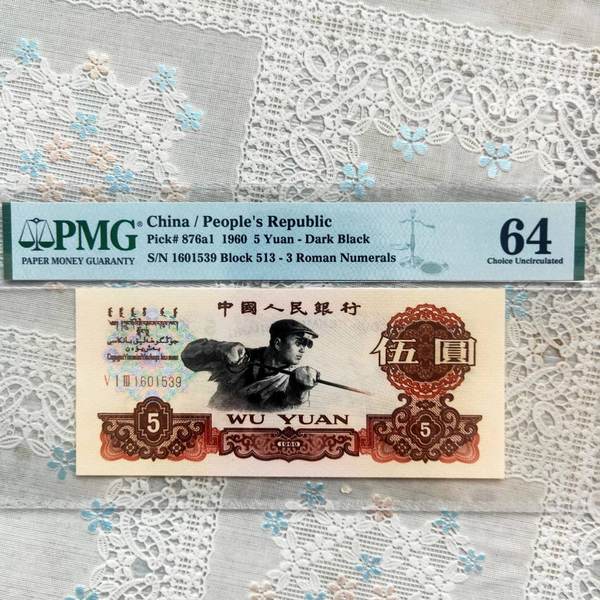 PMG®
PAPER MONEY GUARANTY
China / People's Republic
Pick# 876a1 1960 5 Yuan - Dark Black
S/N 1601539 Block 513 - 3 Roman Numerals
64
Choice Uncirculated
中國人民銀行
V I III 1601539
伍圓
5
WU YUAN
1960
5